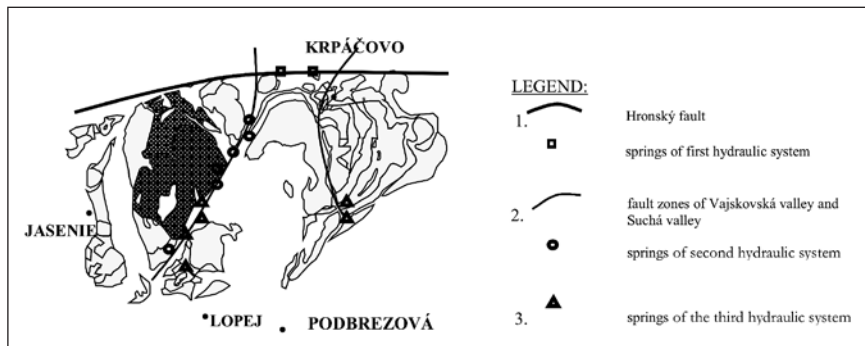 KRPÁČOVO
JASENIE
LOPEJ
PODBREZOVÁ
LEGEND:
1. Hronský fault
springs of first hydraulic system
2. fault zones of Vajskovská valley and
Suchá valley
springs of second hydraulic system
3. springs of the third hydraulic system